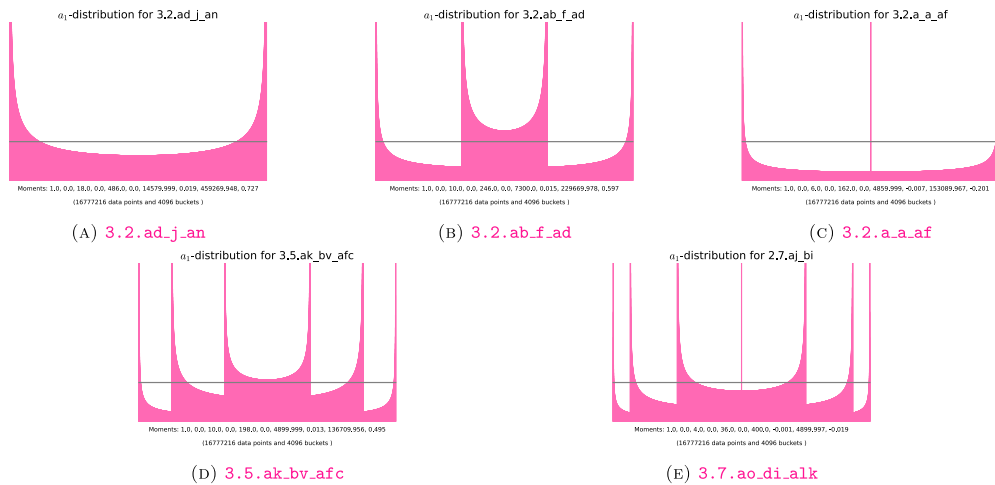 a₁-distribution for 3.2.ad_j_an
Moments: 1,0, 0,0, 18,0, 0,0, 486,0, 0,0, 14579,9999, 0,019, 459269,948, 0,727
(16777216 data points and 4096 buckets )
(A) 3.2.ad_j_an
a₁-distribution for 3.2.ab_f_ad
Moments: 1,0, 0,0, 10,0, 0,0, 246,0, 0,0, 7300,0, 0,015, 229669,978, 0,597
(16777216 data points and 4096 buckets )
(B) 3.2.ab_f_ad
a₁-distribution for 3.2.a_a_af
Moments: 1,0, 0,0, 6,0, 0,0, 162,0, 0,0, 4859,999, -0,007, 153089,967, -0,201
(16777216 data points and 4096 buckets )
(C) 3.2.a_a_af
a₁-distribution for 3.5.ak_bv_afc
Moments: 1,0, 0,0, 10,0, 0,0, 198,0, 0,0, 4899,999, 0,013, 136709,956, 0,495
(16777216 data points and 4096 buckets )
(D) 3.5.ak_bv_afc
a₁-distribution for 2.7.aj_bi
Moments: 1,0, 0,0, 4,0, 0,0, 36,0, 0,0, 400,0, -0,001, 4899,997, -0,019
(16777216 data points and 4096 buckets )
(E) 3.7.ao_di_alk